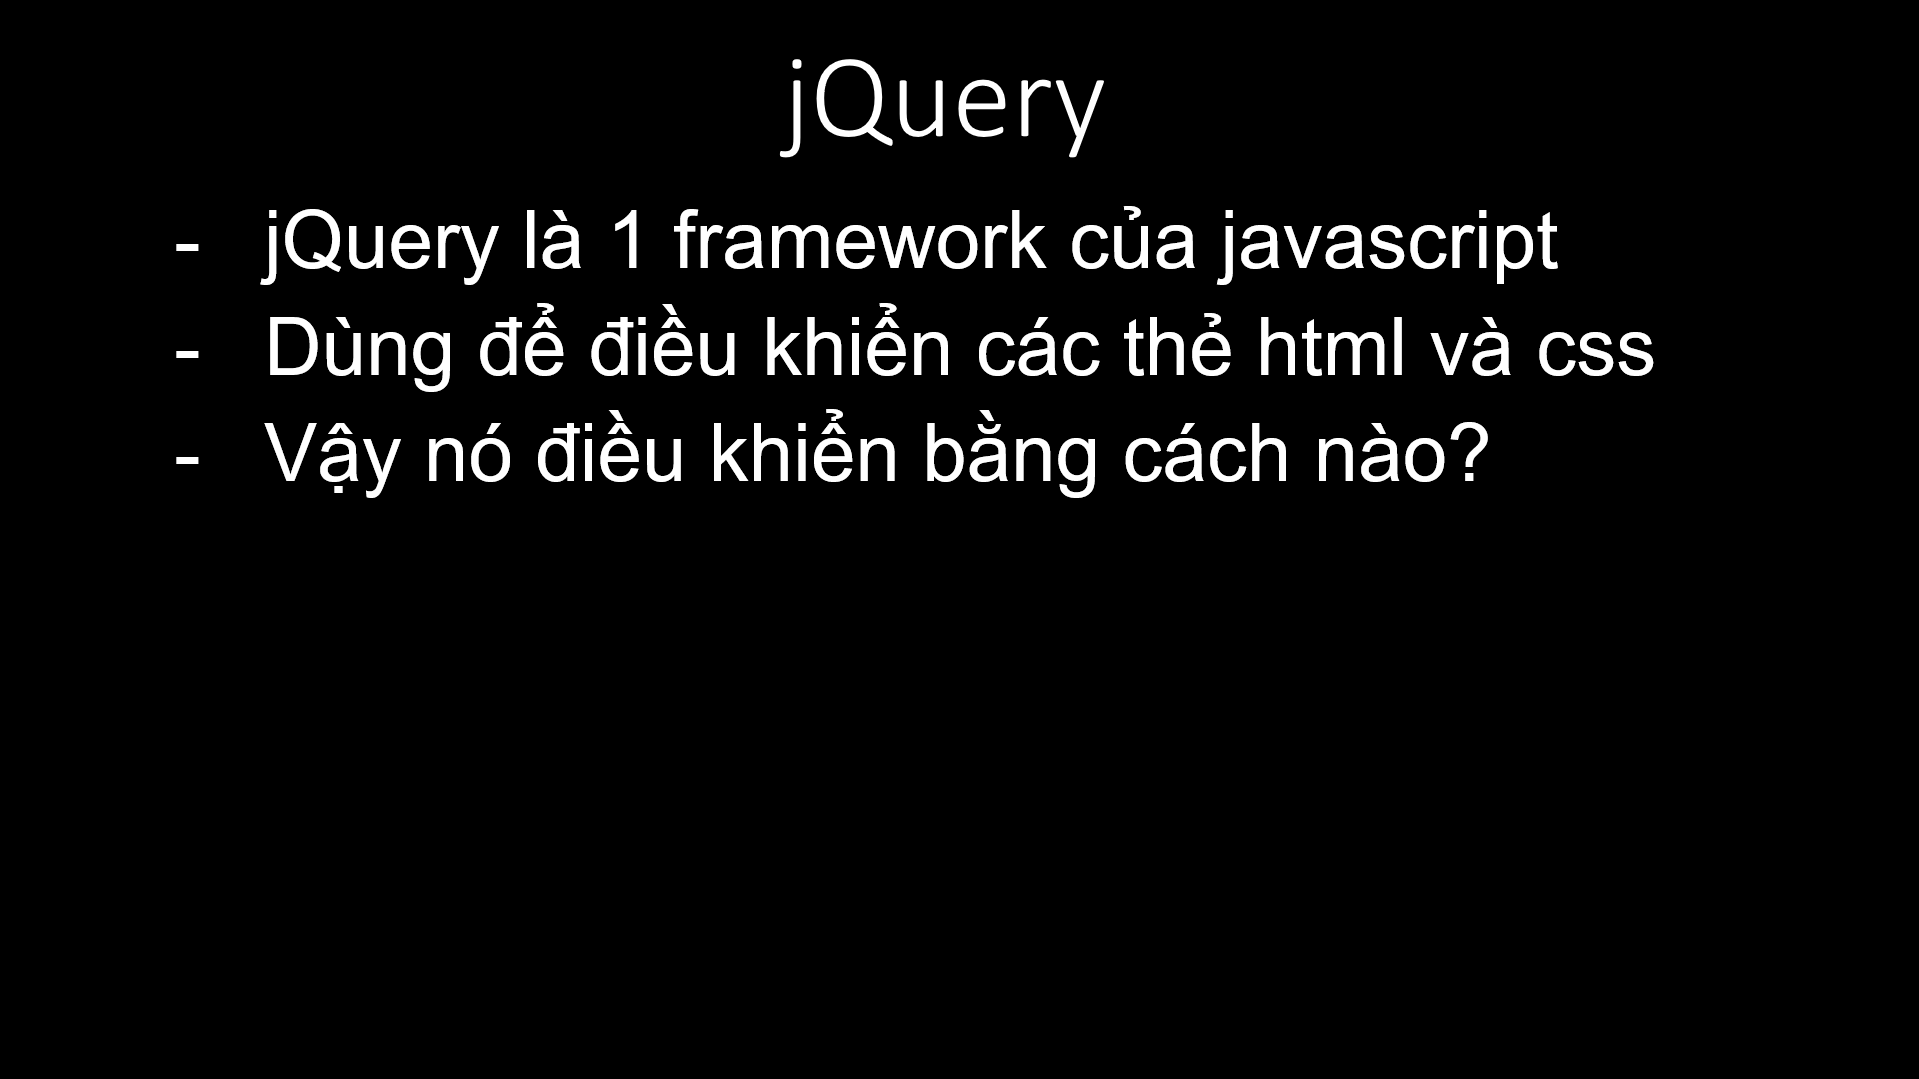 jQuery
- jQuery là 1 framework của javascript
- Dùng để điều khiển các thẻ html và css
- Vậy nó điều khiển bằng cách nào?